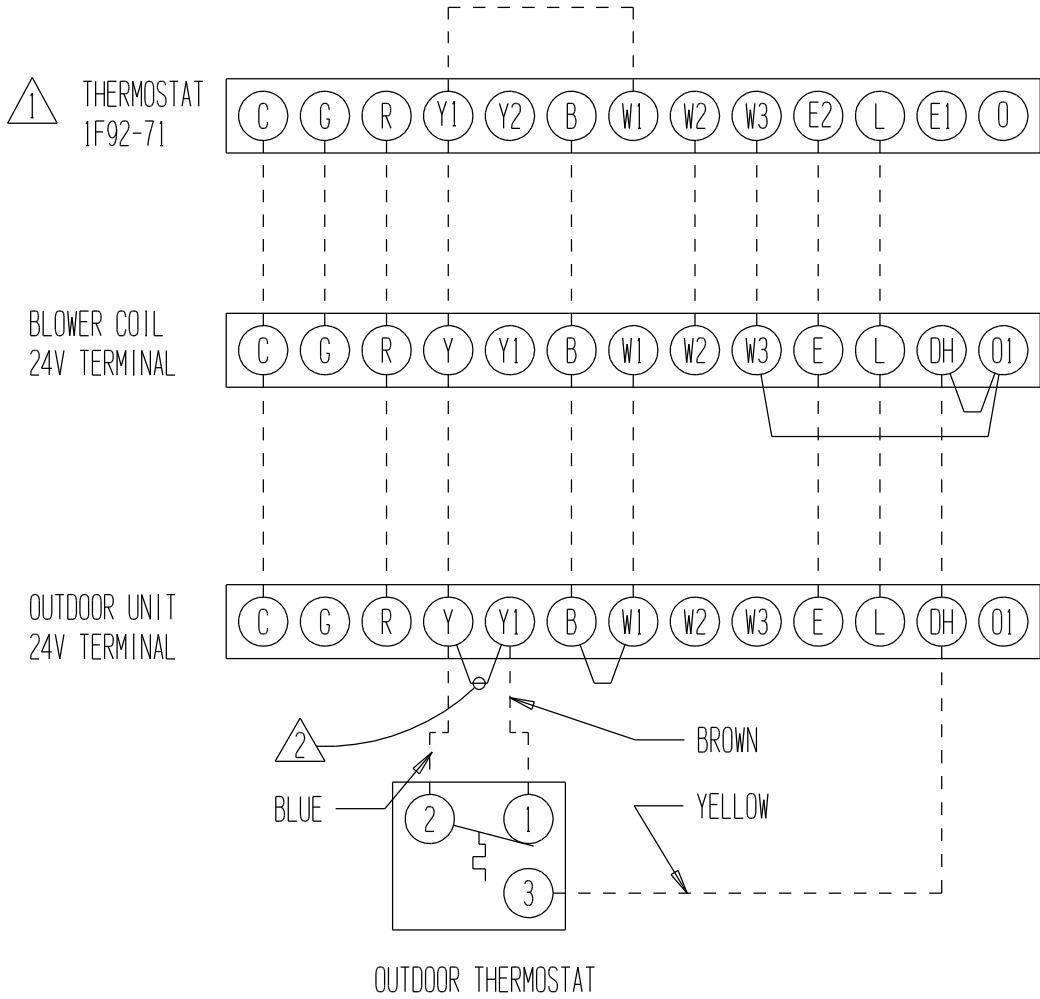 1
THERMOSTAT
1F92-71
C G R Y1 Y2 B W1 W2 W3 E2 L E1 O
BLOWER COIL
24V TERMINAL
C G R Y Y1 B W1 W2 W3 E L DH O1
OUTDOOR UNIT
24V TERMINAL
C G R Y Y1 B W1 W2 W3 E L DH O1
2
BROWN
BLUE
YELLOW
2 1
3
OUTDOOR THERMOSTAT